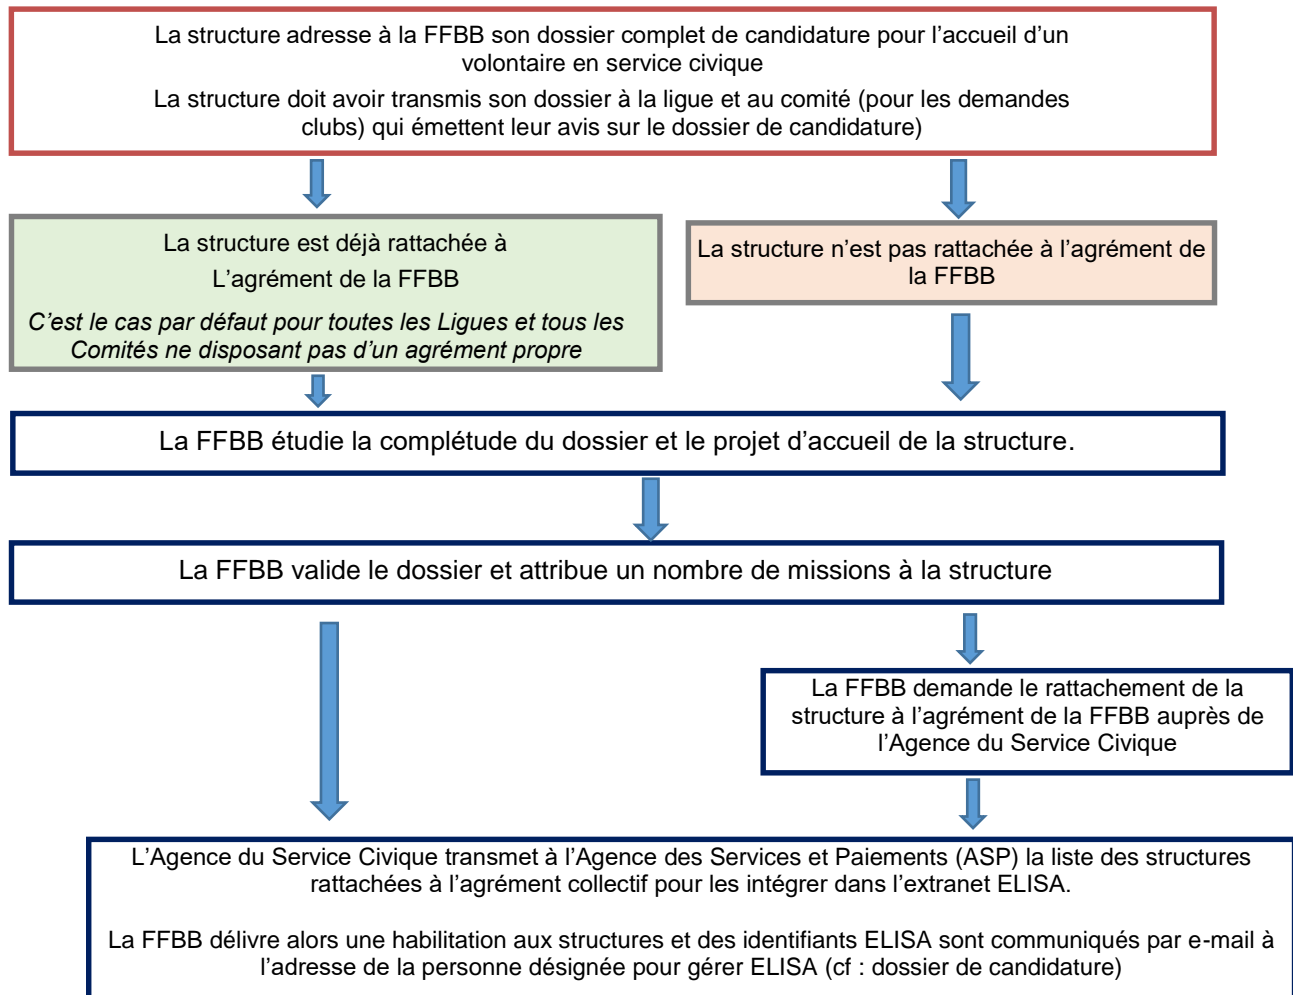 La structure adresse à la FFBB son dossier complet de candidature pour l’accueil d’un
volontaire en service civique
La structure doit avoir transmis son dossier à la ligue et au comité (pour les demandes
clubs) qui émettent leur avis sur le dossier de candidature)
La structure est déjà rattachée à
L’agrément de la FFBB
C’est le cas par défaut pour toutes les Ligues et tous les
Comités ne disposant pas d’un agrément propre
La structure n’est pas rattachée à l’agrément de
la FFBB
La FFBB étudie la complétude du dossier et le projet d’accueil de la structure.
La FFBB valide le dossier et attribue un nombre de missions à la structure
La FFBB demande le rattachement de la
structure à l’agrément de la FFBB auprès de
l’Agence du Service Civique
L’Agence du Service Civique transmet à l’Agence des Services et Paiements (ASP) la liste des structures
rattachées à l’agrément collectif pour les intégrer dans l’extranet ELISA.
La FFBB délivre alors une habilitation aux structures et des identifiants ELISA sont communiqués par e-mail à
l’adresse de la personne désignée pour gérer ELISA (cf : dossier de candidature)